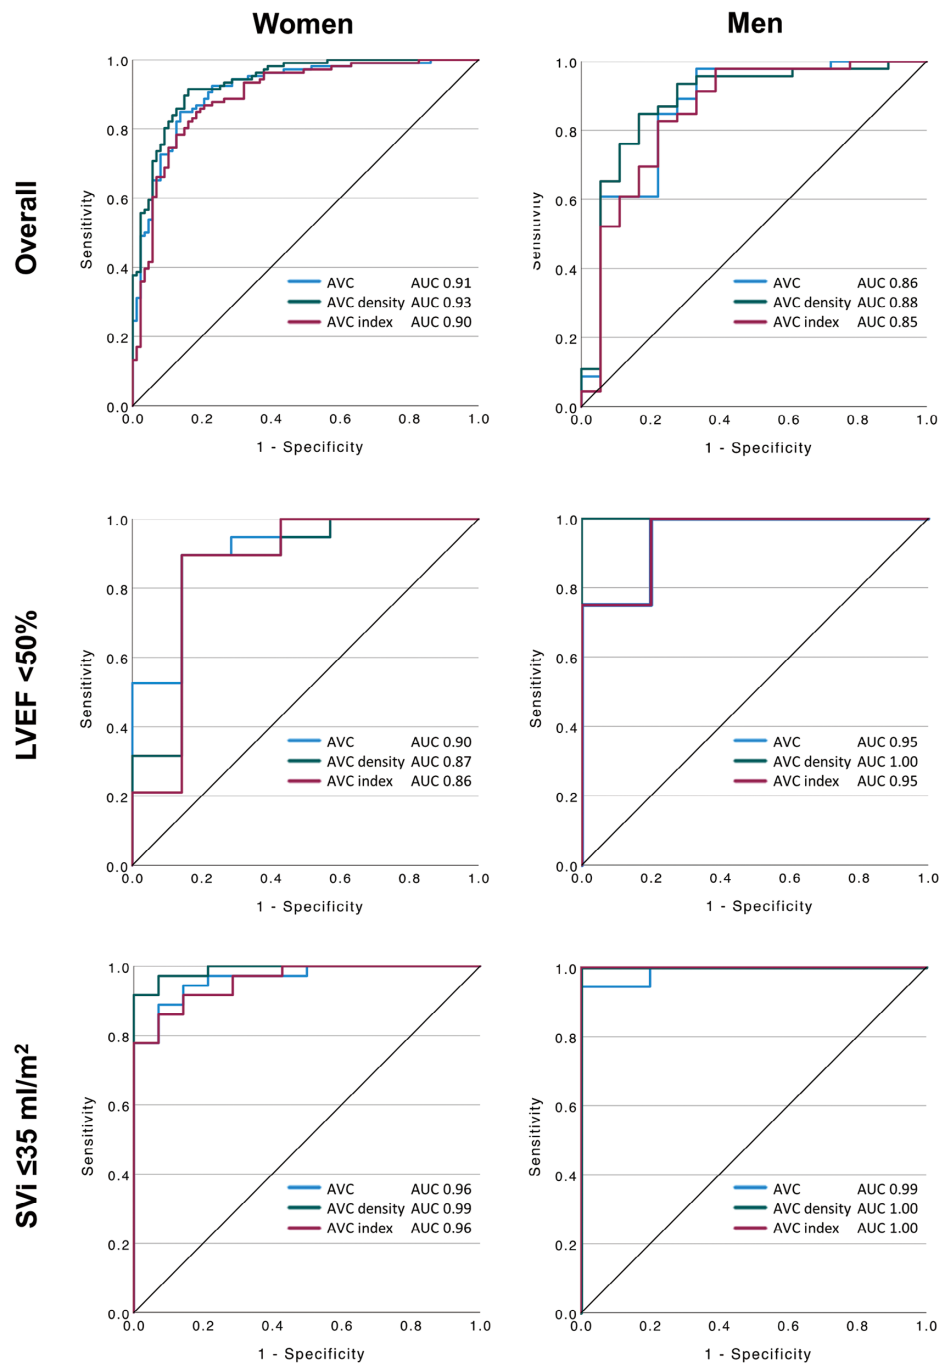 Women
Men
Overall
1.0
0.8
0.6
0.4
0.2
0.0
Sensitivity
AVC AUC 0.91
AVC density AUC 0.93
AVC index AUC 0.90
0.0 0.2 0.4 0.6 0.8 1.0
1 - Specificity
1.0
0.8
0.6
0.4
0.2
0.0
Sensitivity
AVC AUC 0.86
AVC density AUC 0.88
AVC index AUC 0.85
0.0 0.2 0.4 0.6 0.8 1.0
1 - Specificity
LVEF <50%
1.0
0.8
0.6
0.4
0.2
0.0
Sensitivity
AVC AUC 0.90
AVC density AUC 0.87
AVC index AUC 0.86
0.0 0.2 0.4 0.6 0.8 1.0
1 - Specificity
1.0
0.8
0.6
0.4
0.2
0.0
Sensitivity
AVC AUC 0.95
AVC density AUC 1.00
AVC index AUC 0.95
0.0 0.2 0.4 0.6 0.8 1.0
1 - Specificity
SVi ≤35 ml/m²
1.0
0.8
0.6
0.4
0.2
0.0
Sensitivity
AVC AUC 0.96
AVC density AUC 0.99
AVC index AUC 0.96
0.0 0.2 0.4 0.6 0.8 1.0
1 - Specificity
1.0
0.8
0.6
0.4
0.2
0.0
Sensitivity
AVC AUC 0.99
AVC density AUC 1.00
AVC index AUC 1.00
0.0 0.2 0.4 0.6 0.8 1.0
1 - Specificity